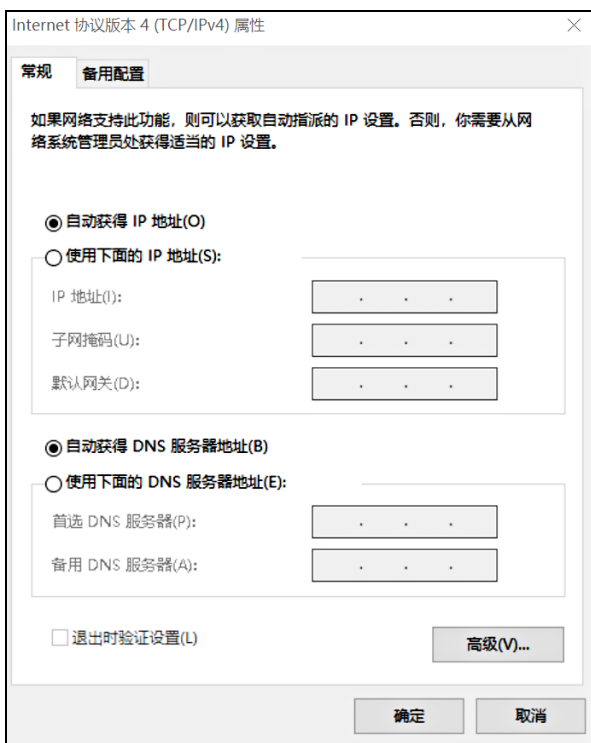 Internet 协议版本 4 (TCP/IPv4) 属性
常规 备用配置
如果网络支持此功能，则可以获取自动指派的 IP 设置。否则，你需要从网
络系统管理员处获得适当的 IP 设置。
自动获得 IP 地址(O)
使用下面的 IP 地址(S):
IP 地址(I):
子网掩码(U):
默认网关(D):
自动获得 DNS 服务器地址(B)
使用下面的 DNS 服务器地址(E):
首选 DNS 服务器(P):
备用 DNS 服务器(A):
退出时验证设置(L)
高级(V)...
确定 取消